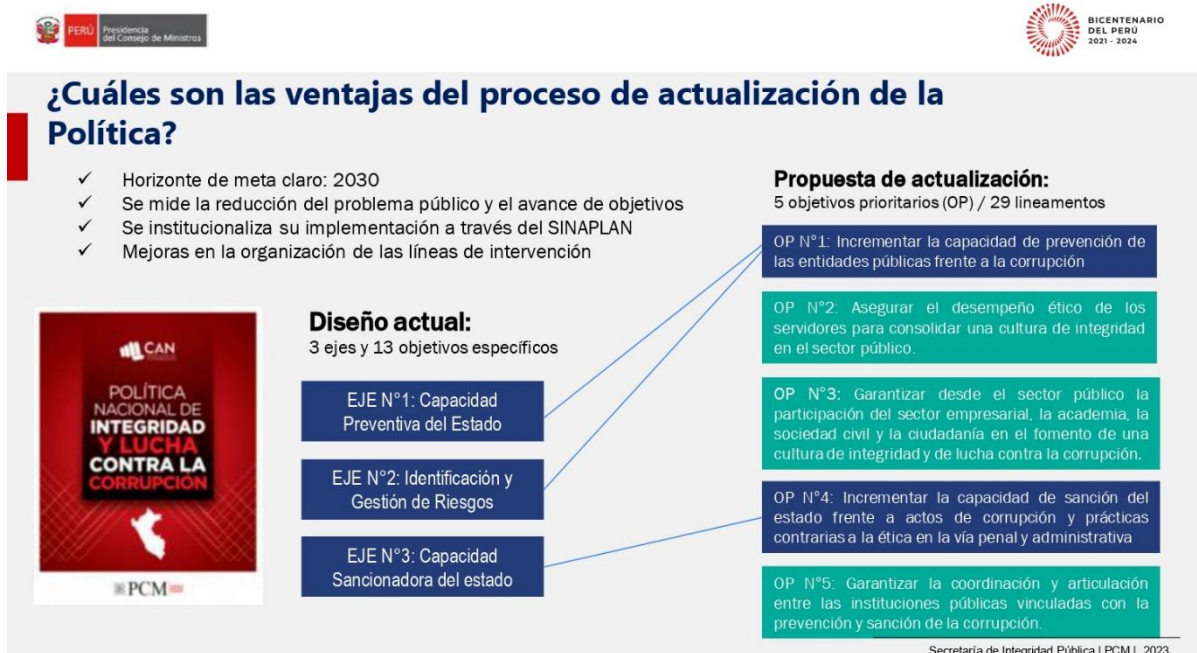 PERÚ
Presidencia
del Consejo de Ministros
BICENTENARIO
DEL PERÚ
2021 - 2024
¿Cuáles son las ventajas del proceso de actualización de la
Política?
✓ Horizonte de meta claro: 2030
✓ Se mide la reducción del problema público y el avance de objetivos
✓ Se institucionaliza su implementación a través del SINAPLAN
✓ Mejoras en la organización de las líneas de intervención
CAN
POLÍTICA
NACIONAL DE
INTEGRIDAD
Y LUCHA
CONTRA LA
CORRUPCIÓN
PCM
Diseño actual:
3 ejes y 13 objetivos específicos
EJE N°1: Capacidad
Preventiva del Estado
EJE N°2: Identificación y
Gestión de Riesgos
EJE N°3: Capacidad
Sancionadora del estado
Propuesta de actualización:
5 objetivos prioritarios (OP) / 29 lineamentos
OP N°1: Incrementar la capacidad de prevención de
las entidades públicas frente a la corrupción
OP N°2: Asegurar el desempeño ético de los
servidores para consolidar una cultura de integridad
en el sector público.
OP N°3: Garantizar desde el sector público la
participación del sector empresarial, la academia, la
sociedad civil y la ciudadanía en el fomento de una
cultura de integridad y de lucha contra la corrupción.
OP N°4: Incrementar la capacidad de sanción del
estado frente a actos de corrupción y prácticas
contrarias a la ética en la vía penal y administrativa
OP N°5: Garantizar la coordinación y articulación
entre las instituciones públicas vinculadas con la
prevención y sanción de la corrupción.
Secretaría de Integridad Pública | PCM | 2023